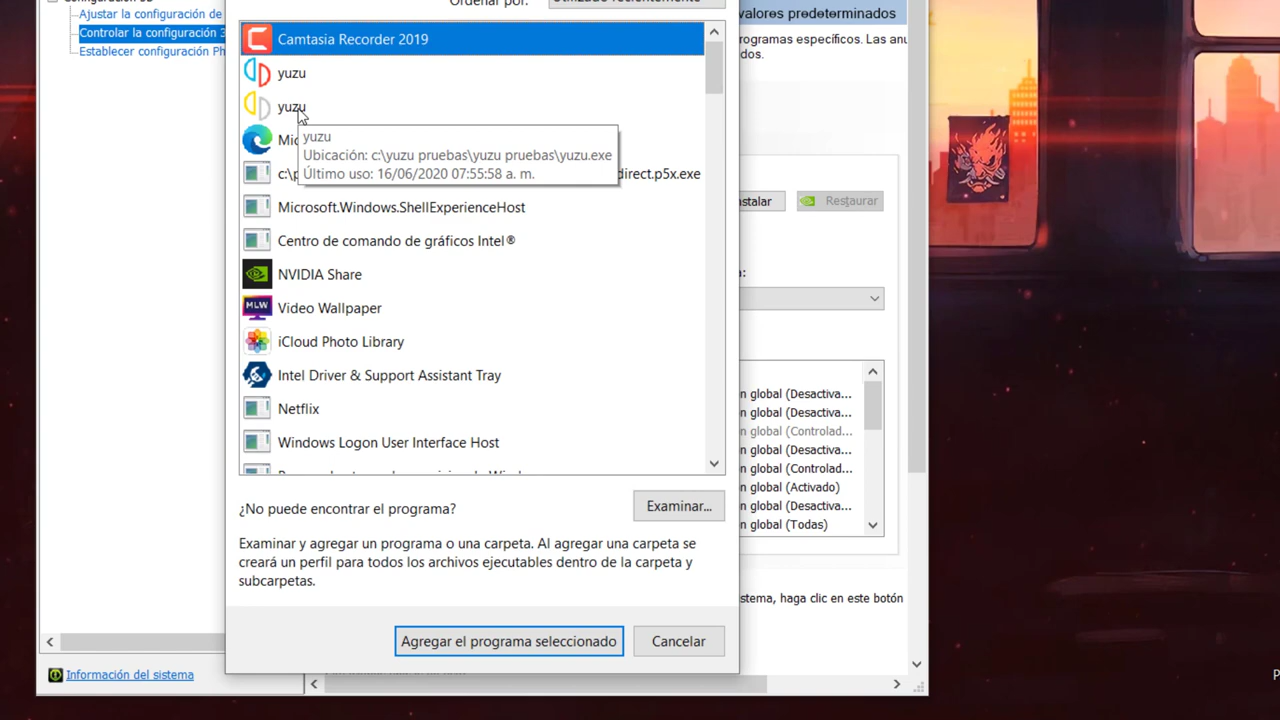 Ajustar la configuración de
Controlar la configuración 3
Establecer configuración Ph
Ordenar por:
valores predeterminados
rogramas específicos. Las anu
dos.
Camtasia Recorder 2019
yuzu
yuzu
yuzu
Ubicación: c:\yuzu pruebas\yuzu pruebas\yuzu.exe
Último uso: 16/06/2020 07:55:58 a. m.
Mic
c:\p
direct.p5x.exe
Microsoft.Windows.ShellExperienceHost
Centro de comando de gráficos Intel®
NVIDIA Share
MLW
Video Wallpaper
iCloud Photo Library
Intel Driver & Support Assistant Tray
Netflix
Windows Logon User Interface Host
nstalar
Restaurar
a:
n global (Desactiva...
n global (Desactiva...
n global (Controlad...
n global (Desactiva...
n global (Controlad...
n global (Activado)
n global (Desactiva...
n global (Todas)
¿No puede encontrar el programa?
Examinar...
Examinar y agregar un programa o una carpeta. Al agregar una carpeta se
creará un perfil para todos los archivos ejecutables dentro de la carpeta y
subcarpetas.
stema, haga clic en este botón
Agregar el programa seleccionado
Cancelar
Información del sistema
P